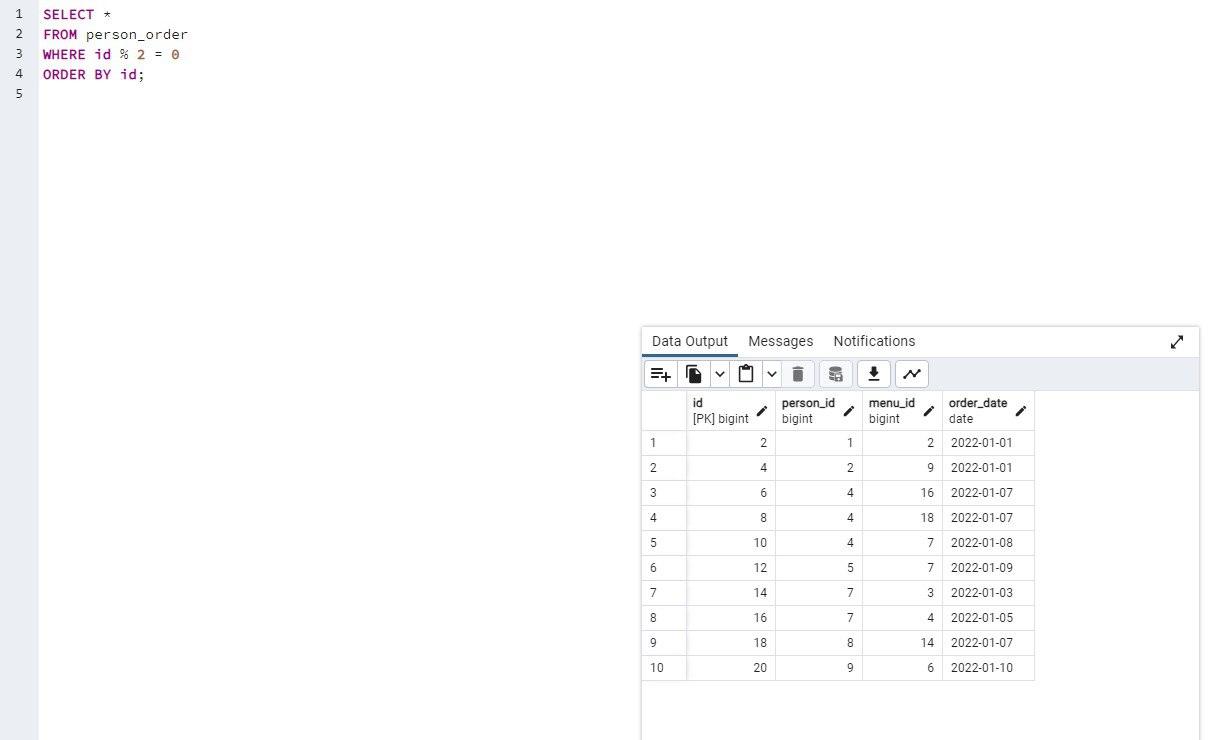 1 SELECT *
2 FROM person_order
3 WHERE id % 2 = 0
4 ORDER BY id;
5
Data Output Messages Notifications
id person_id menu_id order_date
[PK] bigint bigint bigint date
1 2 1 2 2022-01-01
2 4 2 9 2022-01-01
3 6 4 16 2022-01-07
4 8 4 18 2022-01-07
5 10 4 7 2022-01-08
6 12 5 7 2022-01-09
7 14 7 3 2022-01-03
8 16 7 4 2022-01-05
9 18 8 14 2022-01-07
10 20 9 6 2022-01-10